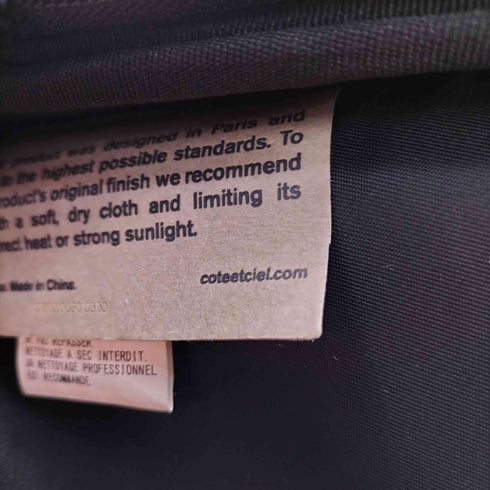 product was designed in Paris and
to the highest possible standards. To
product's original finish we recommend
a soft, dry cloth and limiting its
heat or strong sunlight.
Made in China.
coteetciel.com
PAS REPASSER.
NETTOYAGE A SEC INTERDIT.
UN NETTOYAGE PROFESSIONNEL
EST RECOMMANDE